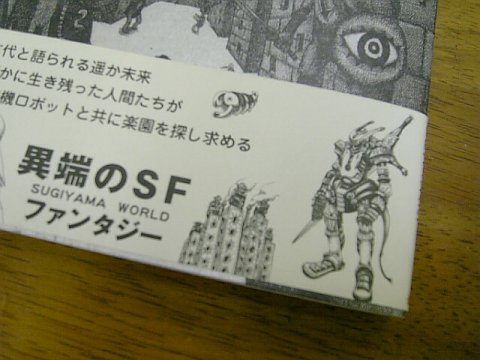 代と語られる遥か未来
かに生き残った人間たちが
機ロボットと共に楽園を探し求める
異端のSF
SUGIYAMA WORLD
ファンタジー